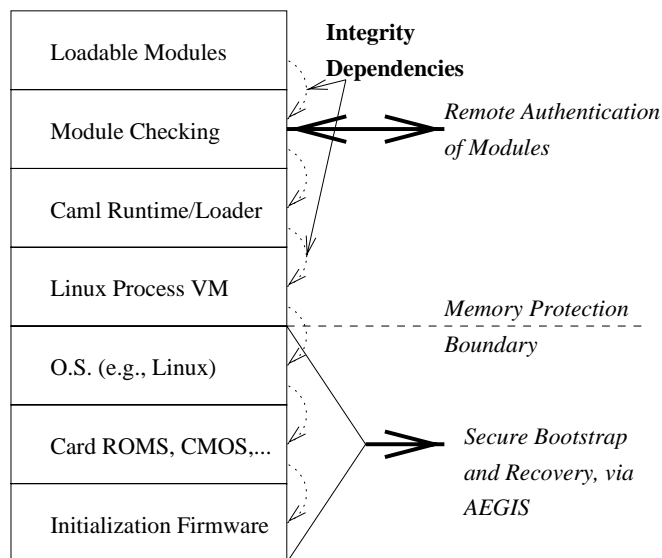 Loadable Modules
Module Checking
Caml Runtime/Loader
Linux Process VM
O.S. (e.g., Linux)
Card ROMS, CMOS,...
Initialization Firmware
Integrity
Dependencies
Remote Authentication
of Modules
Memory Protection
Boundary
Secure Bootstrap
and Recovery, via
AEGIS